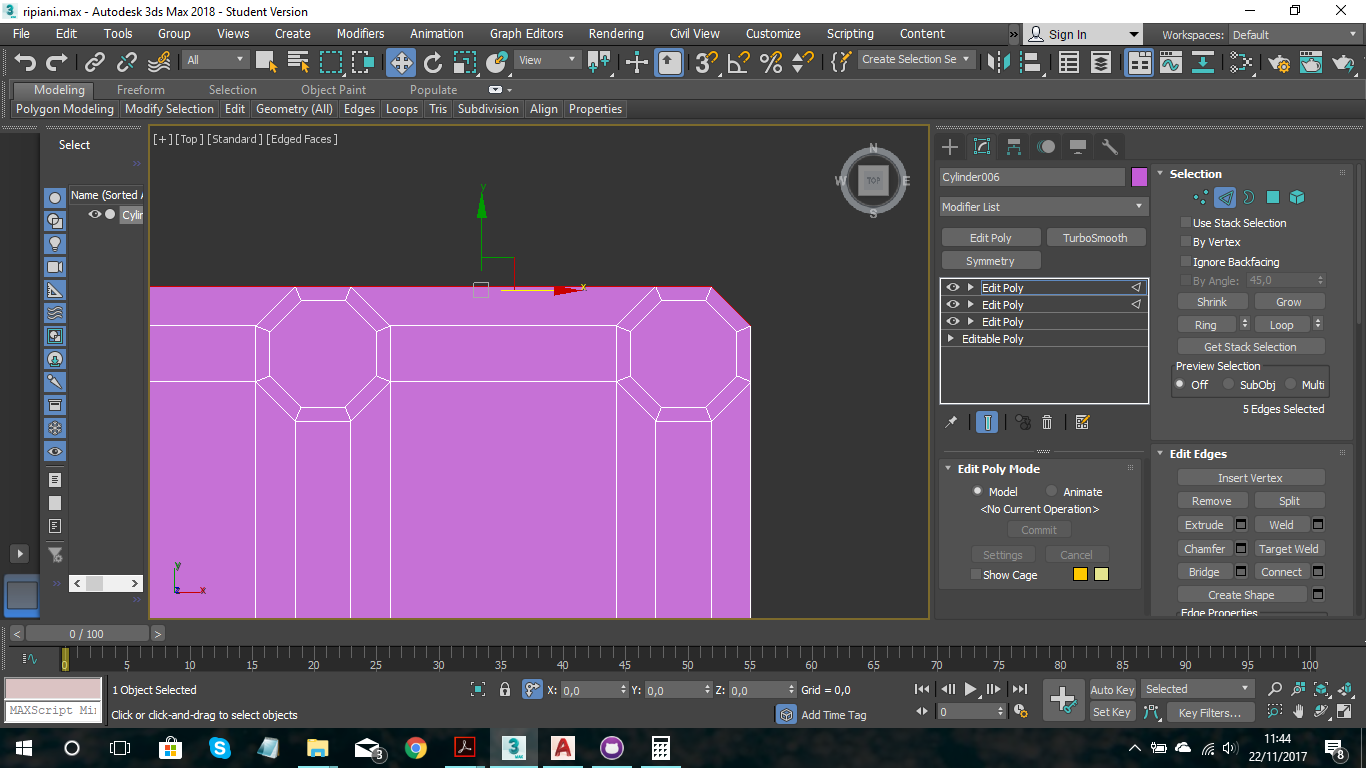 ripiani.max - Autodesk 3ds Max 2018 - Student Version
File Edit Tools Group Views Create Modifiers Animation Graph Editors Rendering Civil View Customize Scripting Content » Sign In Workspaces: Default
All View 3 Create Selection Se
Modeling Freeform Selection Object Paint Populate
Polygon Modeling Modify Selection Edit Geometry (All) Edges Loops Tris Subdivision Align Properties
Select
Name (Sorted A
Cylin
[+] [Top ] [Standard ] [Edged Faces ]
N
W TOP E
S
y
x
y
z x
Cylinder006
Modifier List
Edit Poly TurboSmooth
Symmetry
Edit Poly
Edit Poly
Edit Poly
Editable Poly
Edit Poly Mode
Model Animate
<No Current Operation>
Commit
Settings Cancel
Show Cage
Selection
Use Stack Selection
By Vertex
Ignore Backfacing
By Angle: 45,0
Shrink Grow
Ring Loop
Get Stack Selection
Preview Selection
Off SubObj Multi
5 Edges Selected
Edit Edges
Insert Vertex
Remove Split
Extrude Weld
Chamfer Target Weld
Bridge Connect
Create Shape
Edge Properties
< 0 / 100 >
0 5 10 15 20 25 30 35 40 45 50 55 60 65 70 75 80 85 90 95 100
1 Object Selected X: 0,0 Y: 0,0 Z: 0,0 Grid = 0,0 Auto Key Selected
MAXScript Min Click or click-and-drag to select objects Add Time Tag 0 Set Key Key Filters...
3 11:44
22/11/2017 8